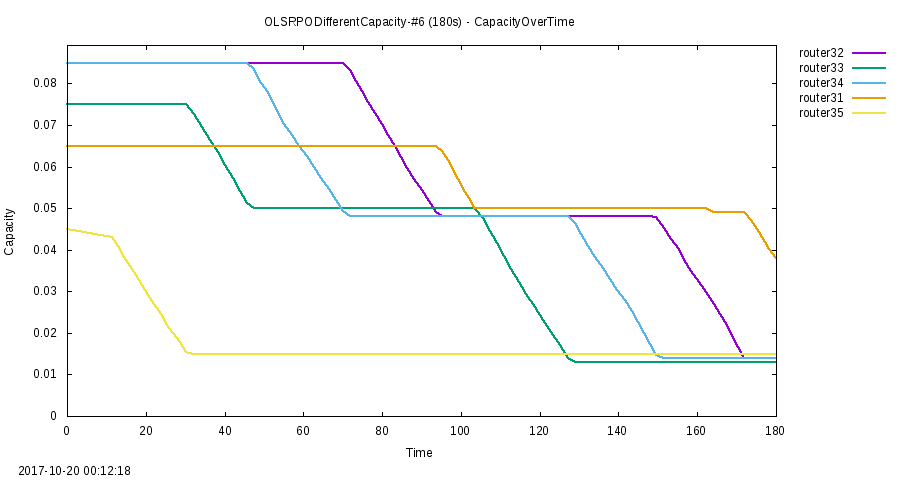 OLSRPODifferentCapacity-#6 (180s) - CapacityOverTime
router32
router33
router34
router31
router35
0.08
0.07
0.06
0.05
0.04
0.03
0.02
0.01
0
Capacity
0 20 40 60 80 100 120 140 160 180
Time
2017-10-20 00:12:18